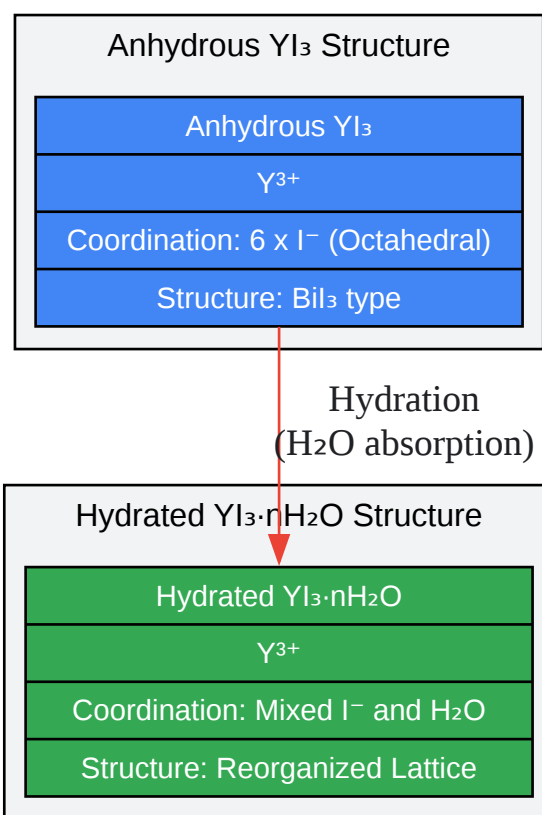 Anhydrous YI₃ Structure
Anhydrous YI₃
Y³⁺
Coordination: 6 x I⁻ (Octahedral)
Structure: BiI₃ type
Hydration
(H₂O absorption)
Hydrated YI₃·nH₂O Structure
Hydrated YI₃·nH₂O
Y³⁺
Coordination: Mixed I⁻ and H₂O
Structure: Reorganized Lattice